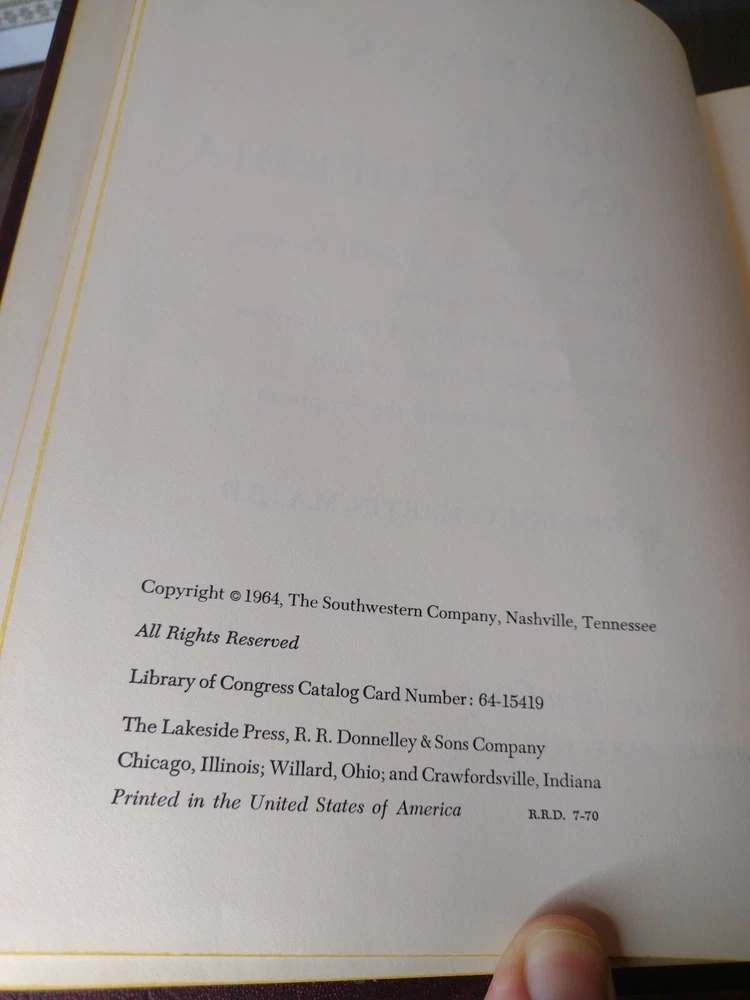 Copyright © 1964, The Southwestern Company, Nashville, Tennessee
All Rights Reserved
Library of Congress Catalog Card Number: 64-15419
The Lakeside Press, R. R. Donnelley & Sons Company
Chicago, Illinois; Willard, Ohio; and Crawfordsville, Indiana
Printed in the United States of America R.R.D. 7-70